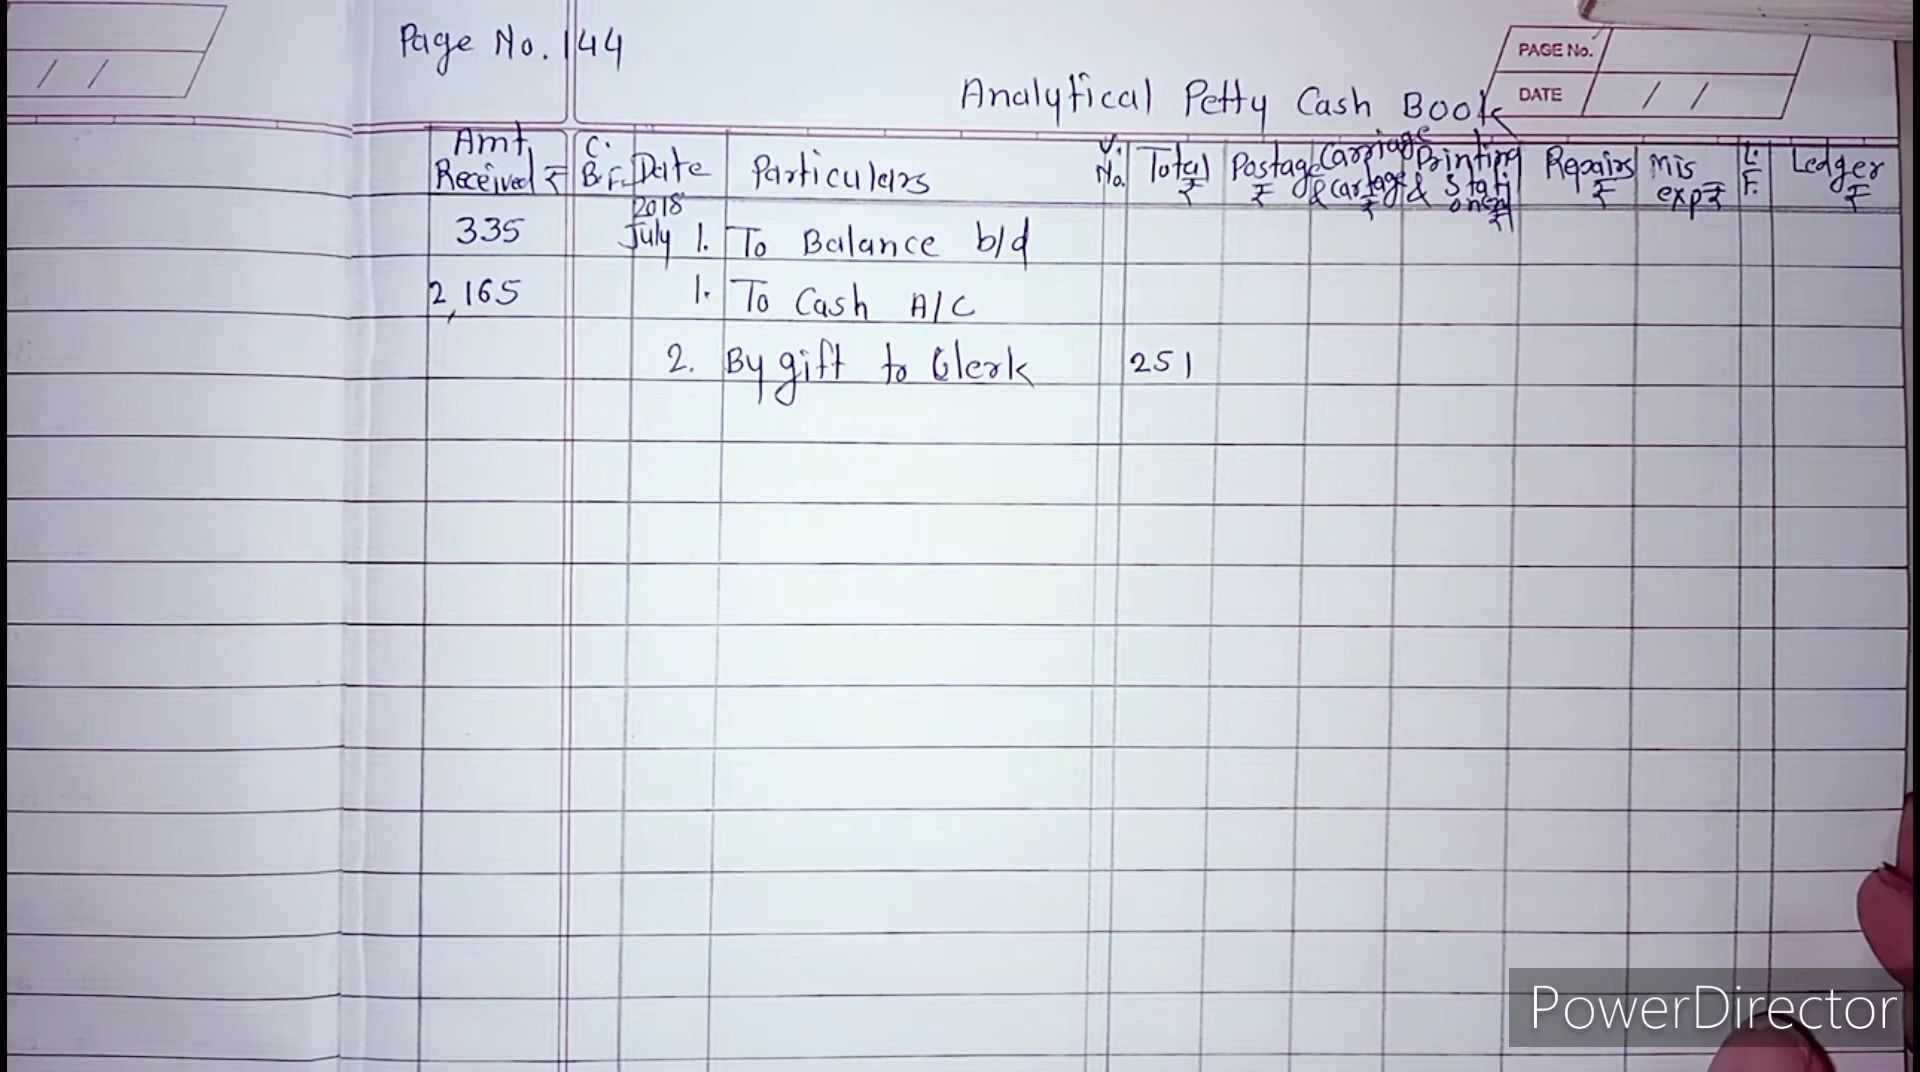 Page No. 144
PAGE No.
DATE / /
/ /
Analytical Petty Cash Book
Amt. Received ₹ C. B.F. Date Particulars V. No. Total ₹ Postage ₹ Carriage & Cartage ₹ Printing & Stationery ₹ Repairs ₹ Mis exp ₹ L. F. Ledger ₹
2018
335 July 1. To Balance b/d
2,165 1. To Cash A/C
2. By gift to Clerk 251
PowerDirector